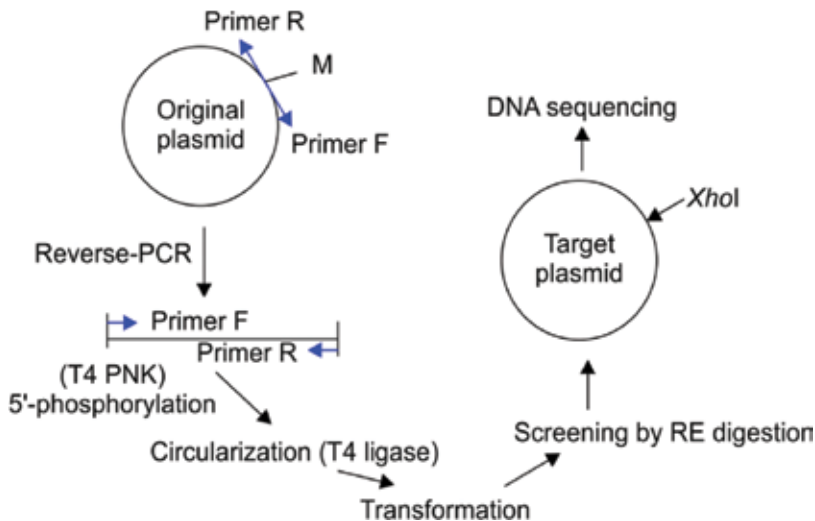 Primer R
M
Original
plasmid
Primer F
Reverse-PCR
Primer F
Primer R
(T4 PNK)
5'-phosphorylation
Circularization (T4 ligase)
Transformation
Screening by RE digestion
XhoI
Target
plasmid
DNA sequencing